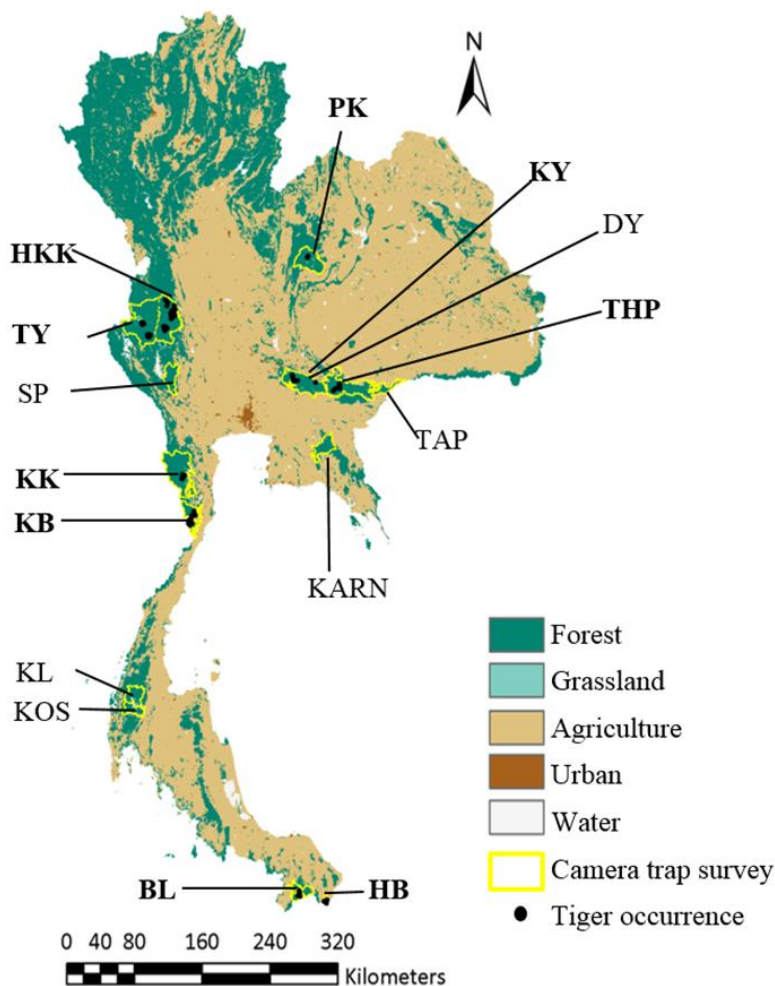 N
PK
KY
DY
THP
HKK
TY
SP
TAP
KK
KB
KARN
KL
KOS
BL
HB
Forest
Grassland
Agriculture
Urban
Water
Camera trap survey
Tiger occurrence
0 40 80 160 240 320
Kilometers